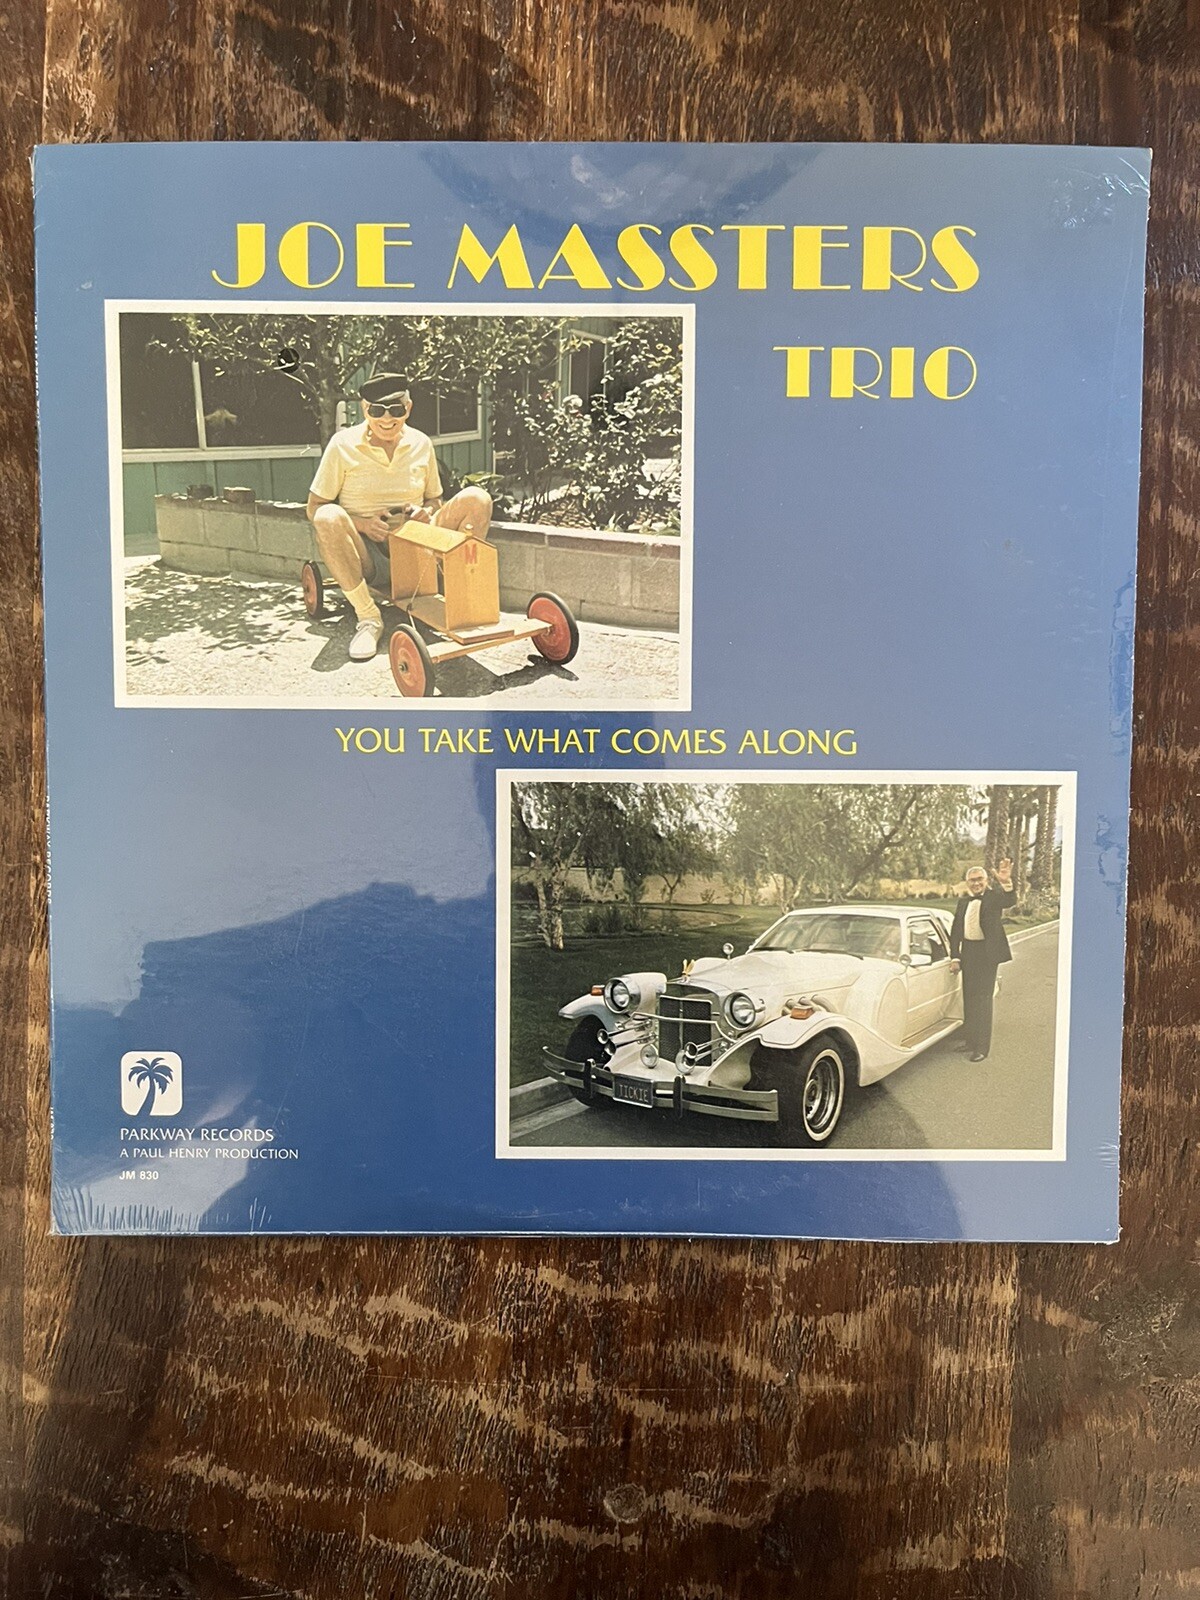 JOE MASSTERS
TRIO
M
YOU TAKE WHAT COMES ALONG
TICKIE
PARKWAY RECORDS
A PAUL HENRY PRODUCTION
JM 830